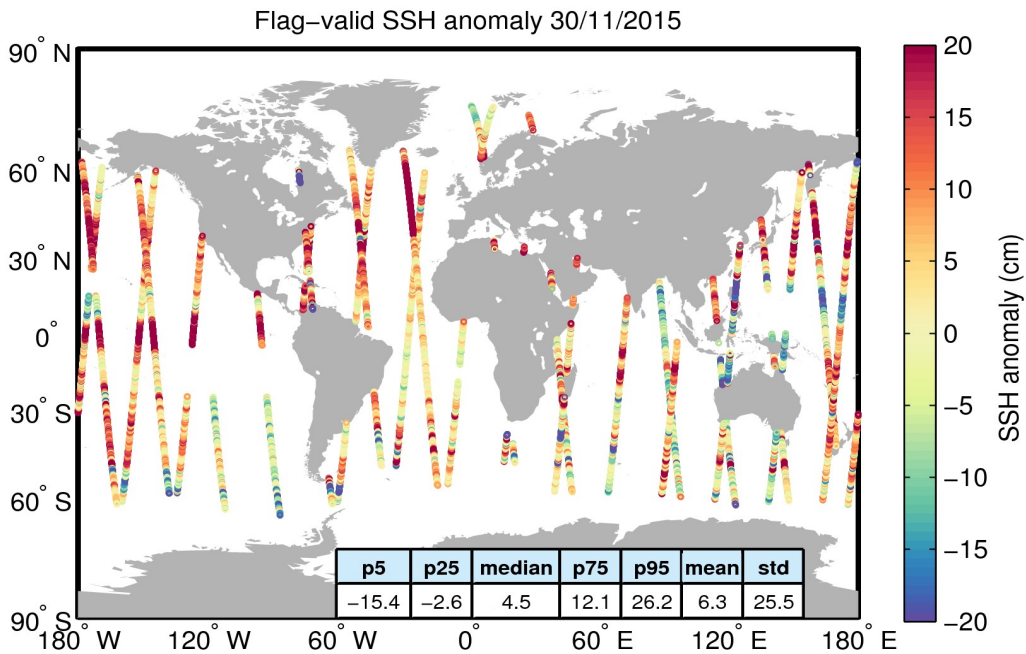 Flag−valid SSH anomaly 30/11/2015
90° N
60° N
30° N
0°
30° S
60° S
90° S
180° W
120° W
60° W
0°
60° E
120° E
180° E
p5 p25 median p75 p95 mean std
−15.4 −2.6 4.5 12.1 26.2 6.3 25.5
20
15
10
5
0
−5
−10
−15
−20
SSH anomaly (cm)